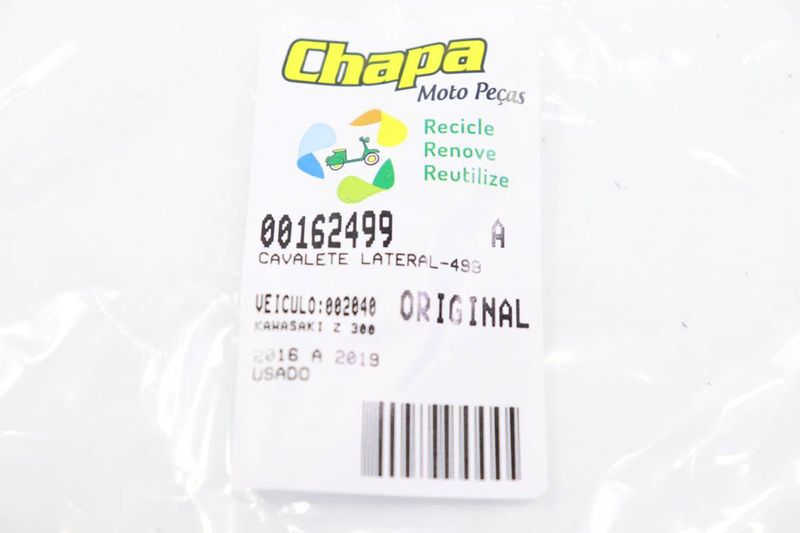 Chapa
Moto Peças
Recicle
Renove
Reutilize
00162499 A
CAVALETE LATERAL-499
VEICULO:002040 ORIGINAL
KAWASAKI Z 300
2016 A 2019
USADO